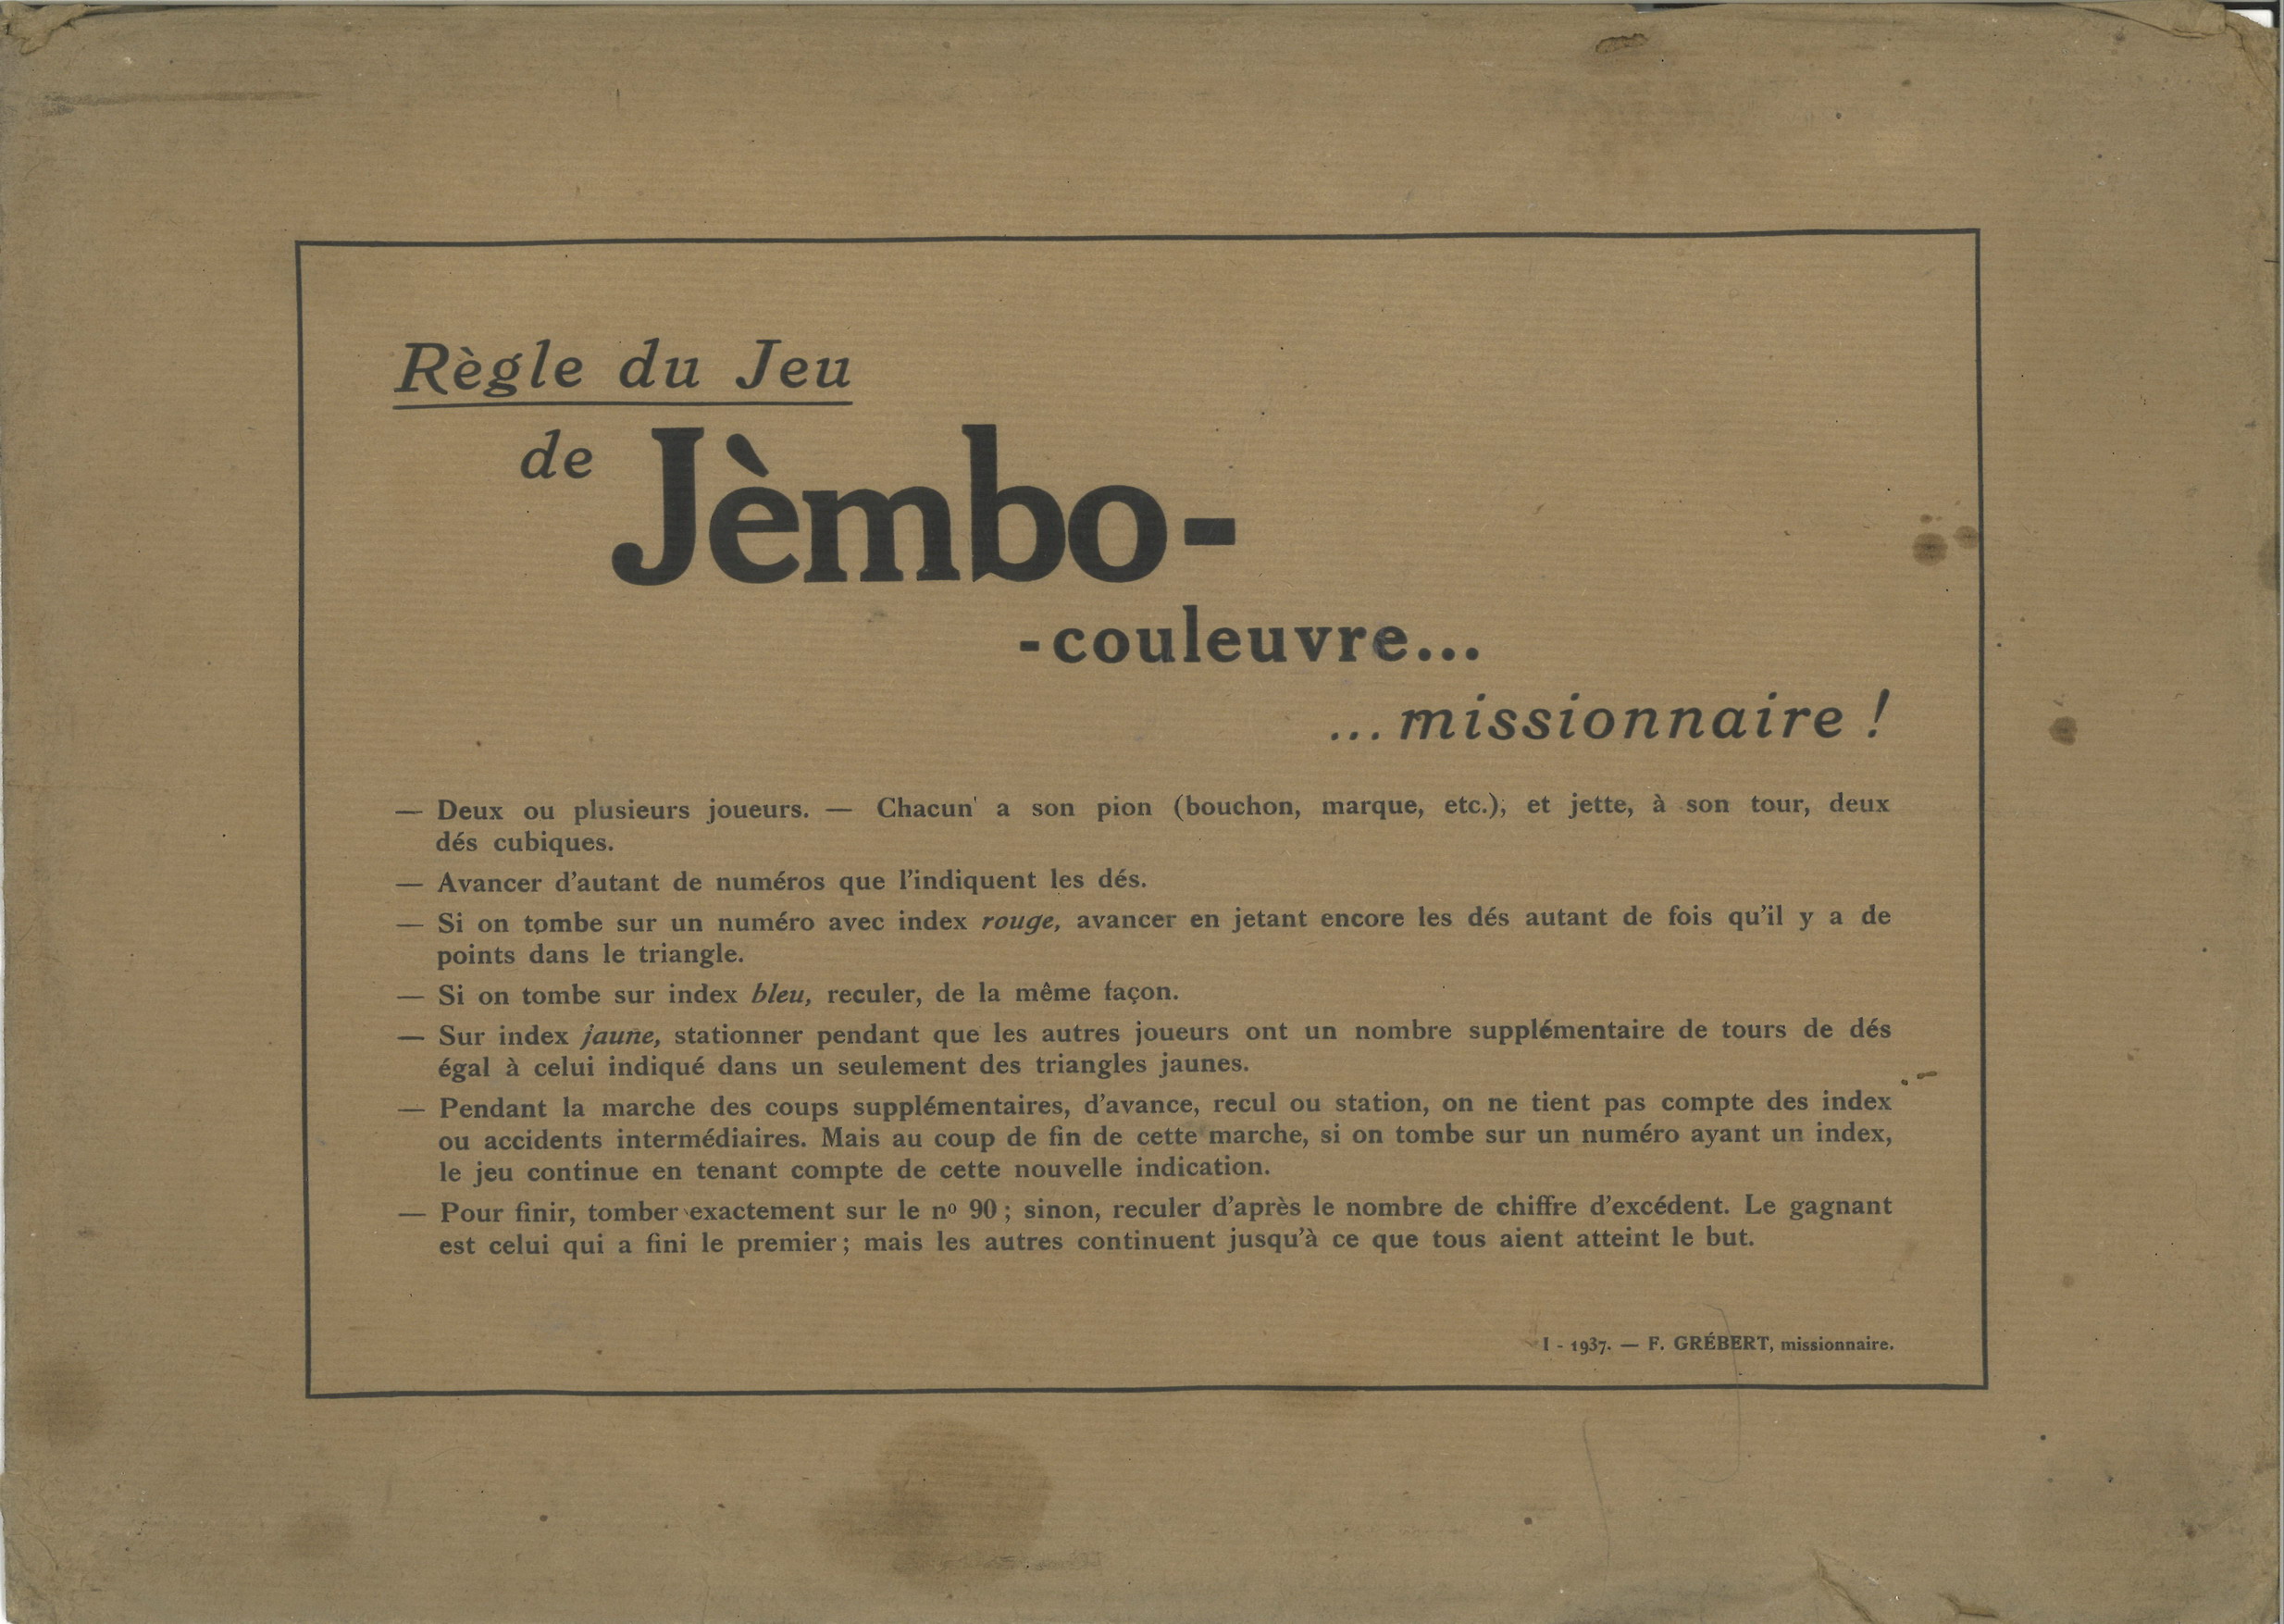 Règle du Jeu
de Jèmbo-
-couleuvre...
...missionnaire !
— Deux ou plusieurs joueurs. — Chacun a son pion (bouchon, marque, etc.), et jette, à son tour, deux
dés cubiques.
— Avancer d'autant de numéros que l'indiquent les dés.
— Si on tombe sur un numéro avec index rouge, avancer en jetant encore les dés autant de fois qu'il y a de
points dans le triangle.
— Si on tombe sur index bleu, reculer, de la même façon.
— Sur index jaune, stationner pendant que les autres joueurs ont un nombre supplémentaire de tours de dés
égal à celui indiqué dans un seulement des triangles jaunes.
— Pendant la marche des coups supplémentaires, d'avance, recul ou station, on ne tient pas compte des index
ou accidents intermédiaires. Mais au coup de fin de cette marche, si on tombe sur un numéro ayant un index,
le jeu continue en tenant compte de cette nouvelle indication.
— Pour finir, tomber exactement sur le nº 90 ; sinon, reculer d'après le nombre de chiffre d'excédent. Le gagnant
est celui qui a fini le premier ; mais les autres continuent jusqu'à ce que tous aient atteint le but.
I - 1937. — F. GRÉBERT, missionnaire.